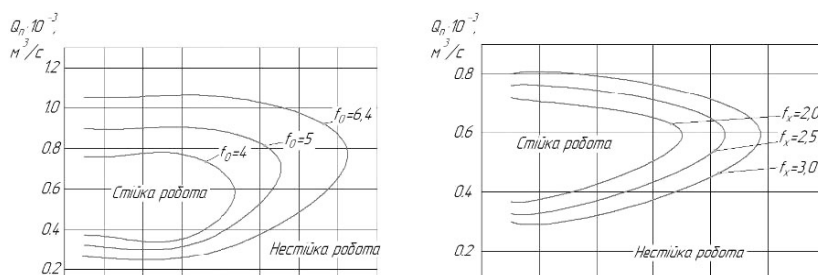 Qп·10⁻³,
м³/с
1.2
1.0
0.8
0.6
0.4
0.2
f₀=6,4
f₀=5
f₀=4
Стійка робота
Нестійка робота
Qп·10⁻³,
м³/с
0.8
0.6
0.4
0.2
fₓ=2,0
fₓ=2,5
fₓ=3,0
Стійка робота
Нестійка робота